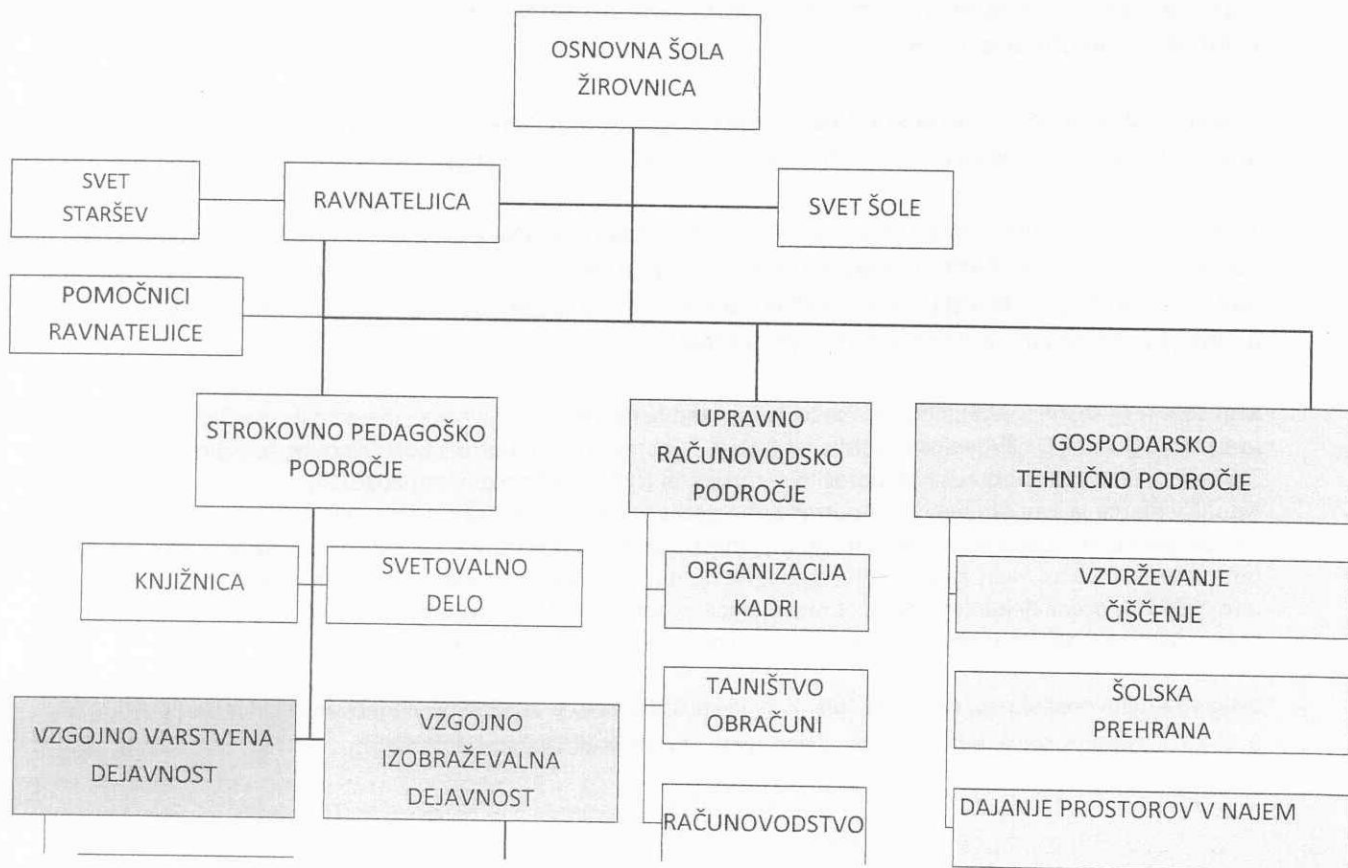 OSNOVNA ŠOLA
ŽIROVNICA
SVET
STARŠEV
RAVNATELJICA
SVET ŠOLE
POMOČNICI
RAVNATELJICE
STROKOVNO PEDAGOŠKO
PODROČJE
UPRAVNO
RAČUNOVODSKO
PODROČJE
GOSPODARSKO
TEHNIČNO PODROČJE
KNJIŽNICA
SVETOVALNO
DELO
ORGANIZACIJA
KADRI
VZDRŽEVANJE
ČIŠČENJE
VZGOJNO VARSTVENA
DEJAVNOST
VZGOJNO
IZOBRAŽEVALNA
DEJAVNOST
TAJNIŠTVO
OBRAČUNI
ŠOLSKA
PREHRANA
RAČUNOVODSTVO
DAJANJE PROSTOROV V NAJEM